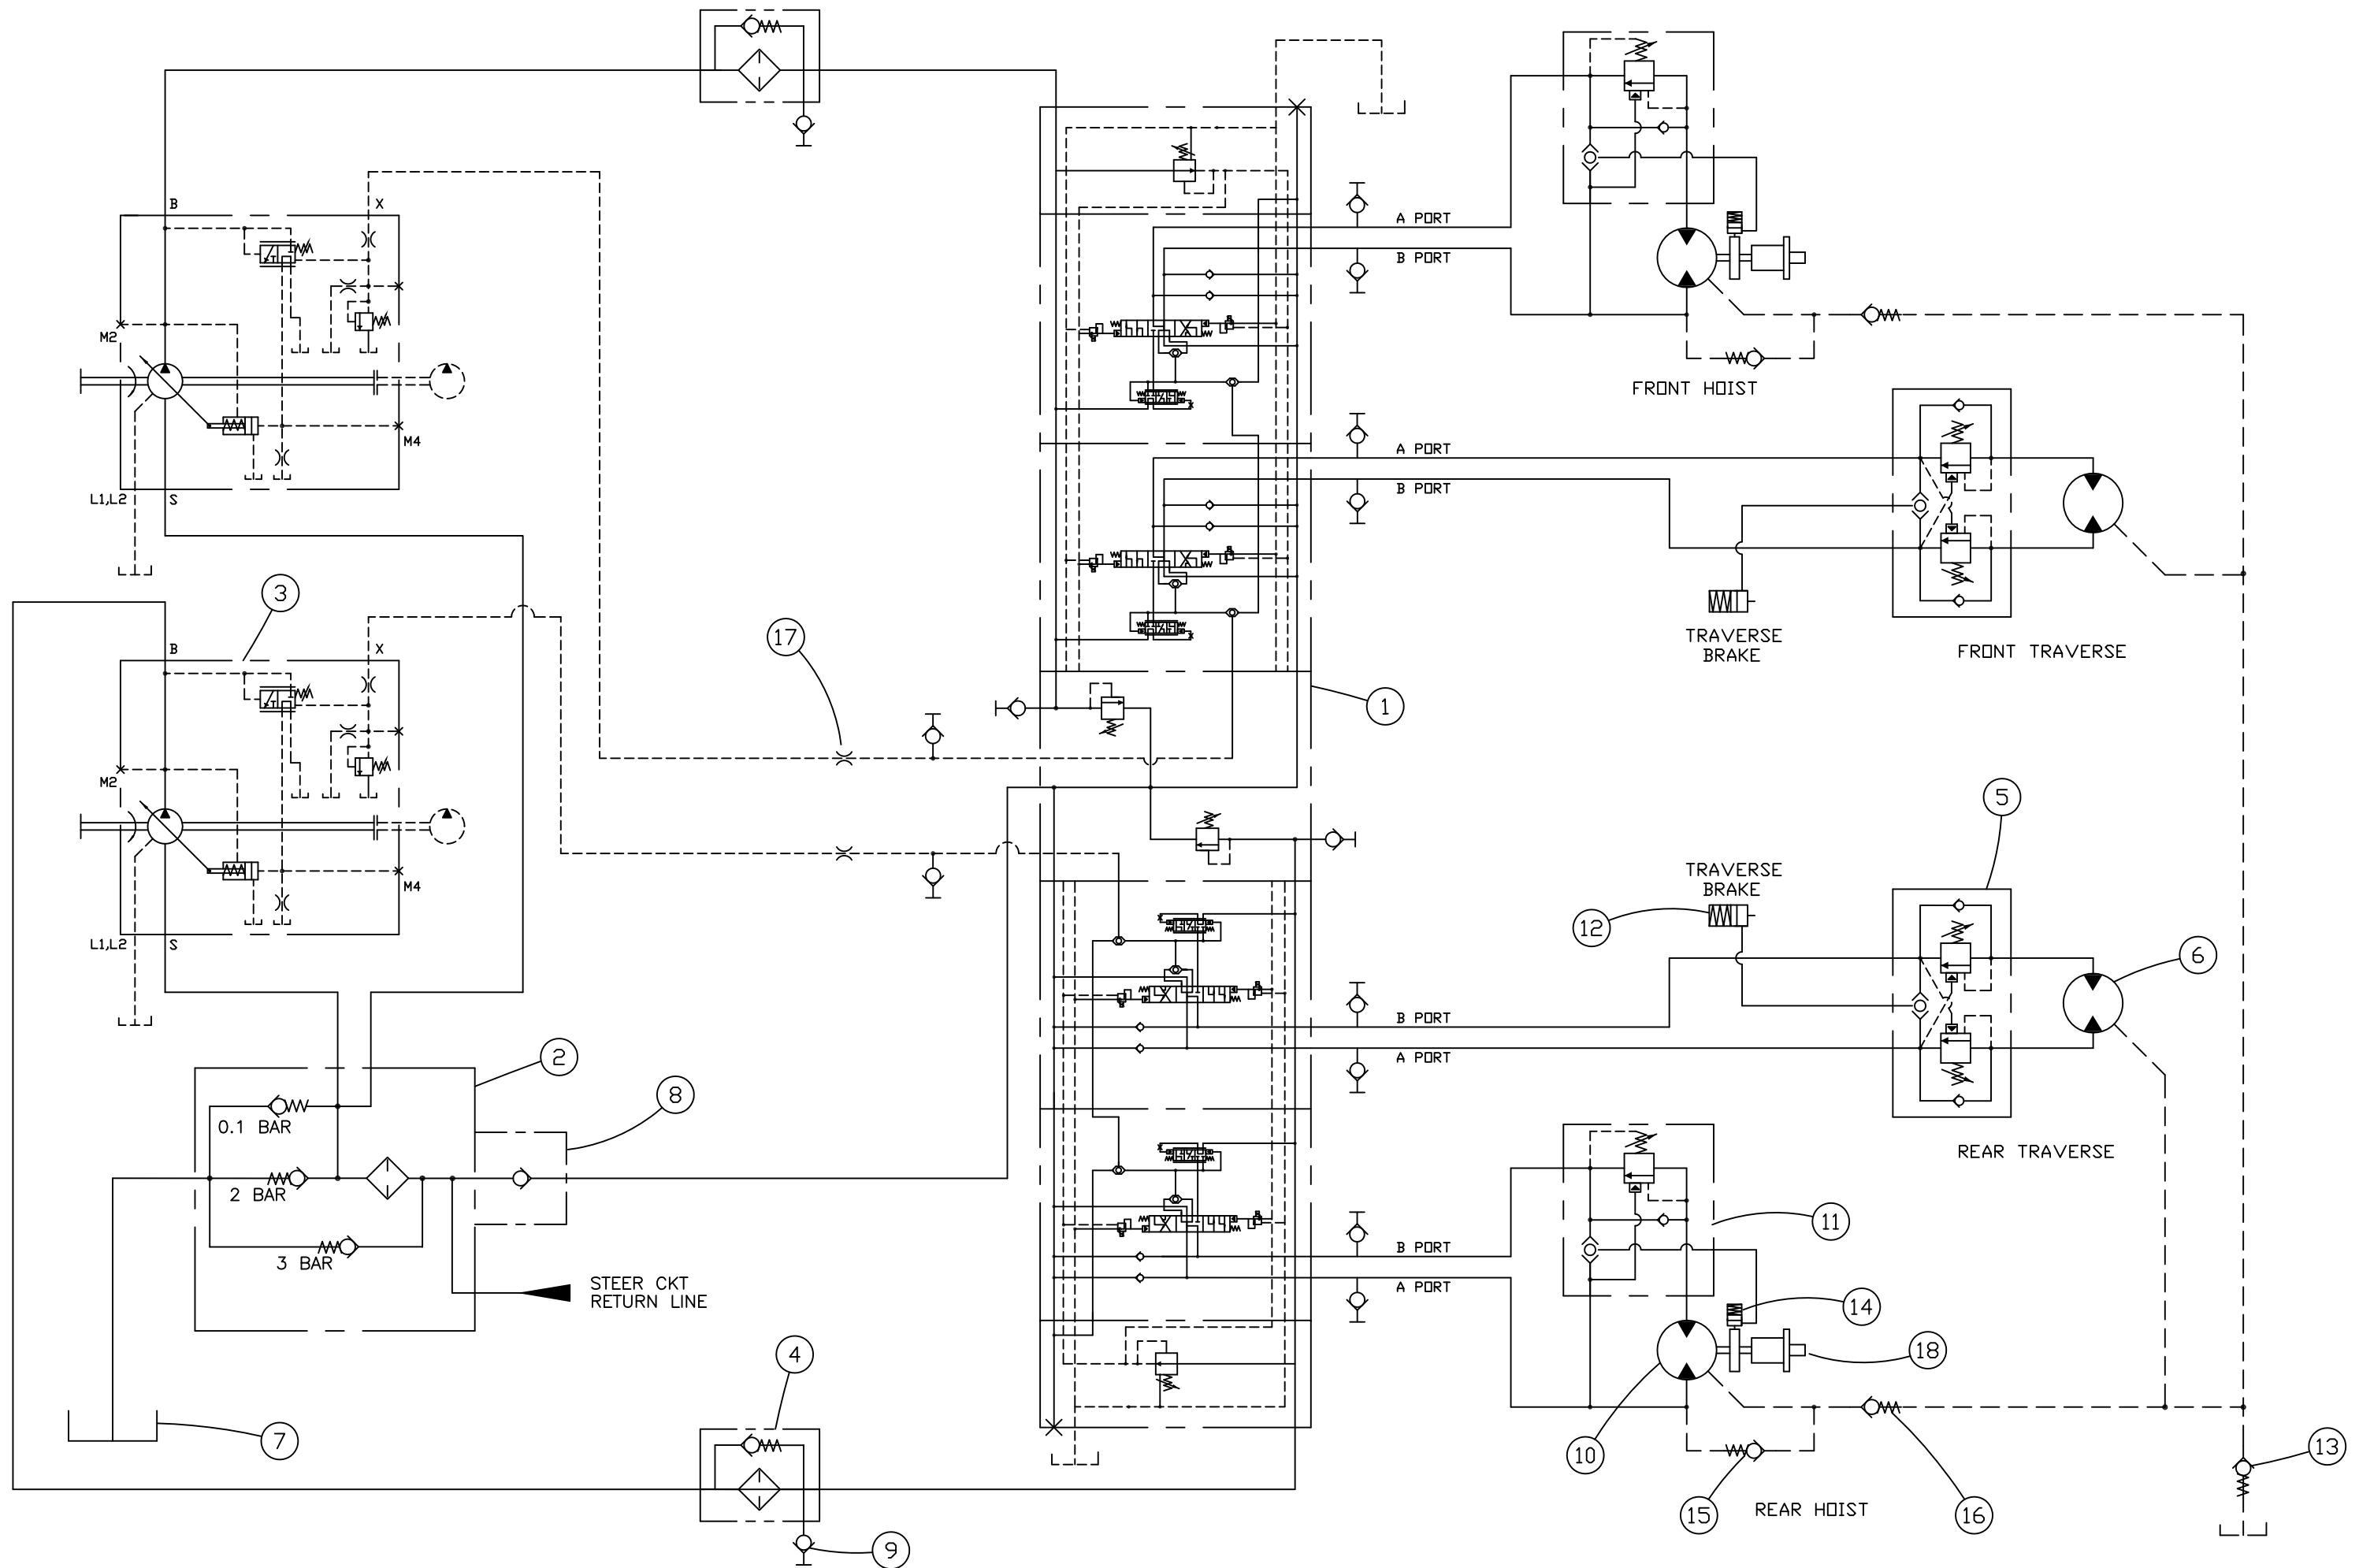 B
X
M2
M4
L1,L2
S
A PORT
B PORT
FRONT HOIST
A PORT
B PORT
TRAVERSE
BRAKE
FRONT TRAVERSE
3
B
X
17
1
M2
M4
L1,L2
S
5
TRAVERSE
BRAKE
12
6
B PORT
A PORT
2
8
0.1 BAR
2 BAR
3 BAR
STEER CKT
RETURN LINE
REAR TRAVERSE
11
B PORT
A PORT
14
18
4
7
10
13
15
16
REAR HOIST
9